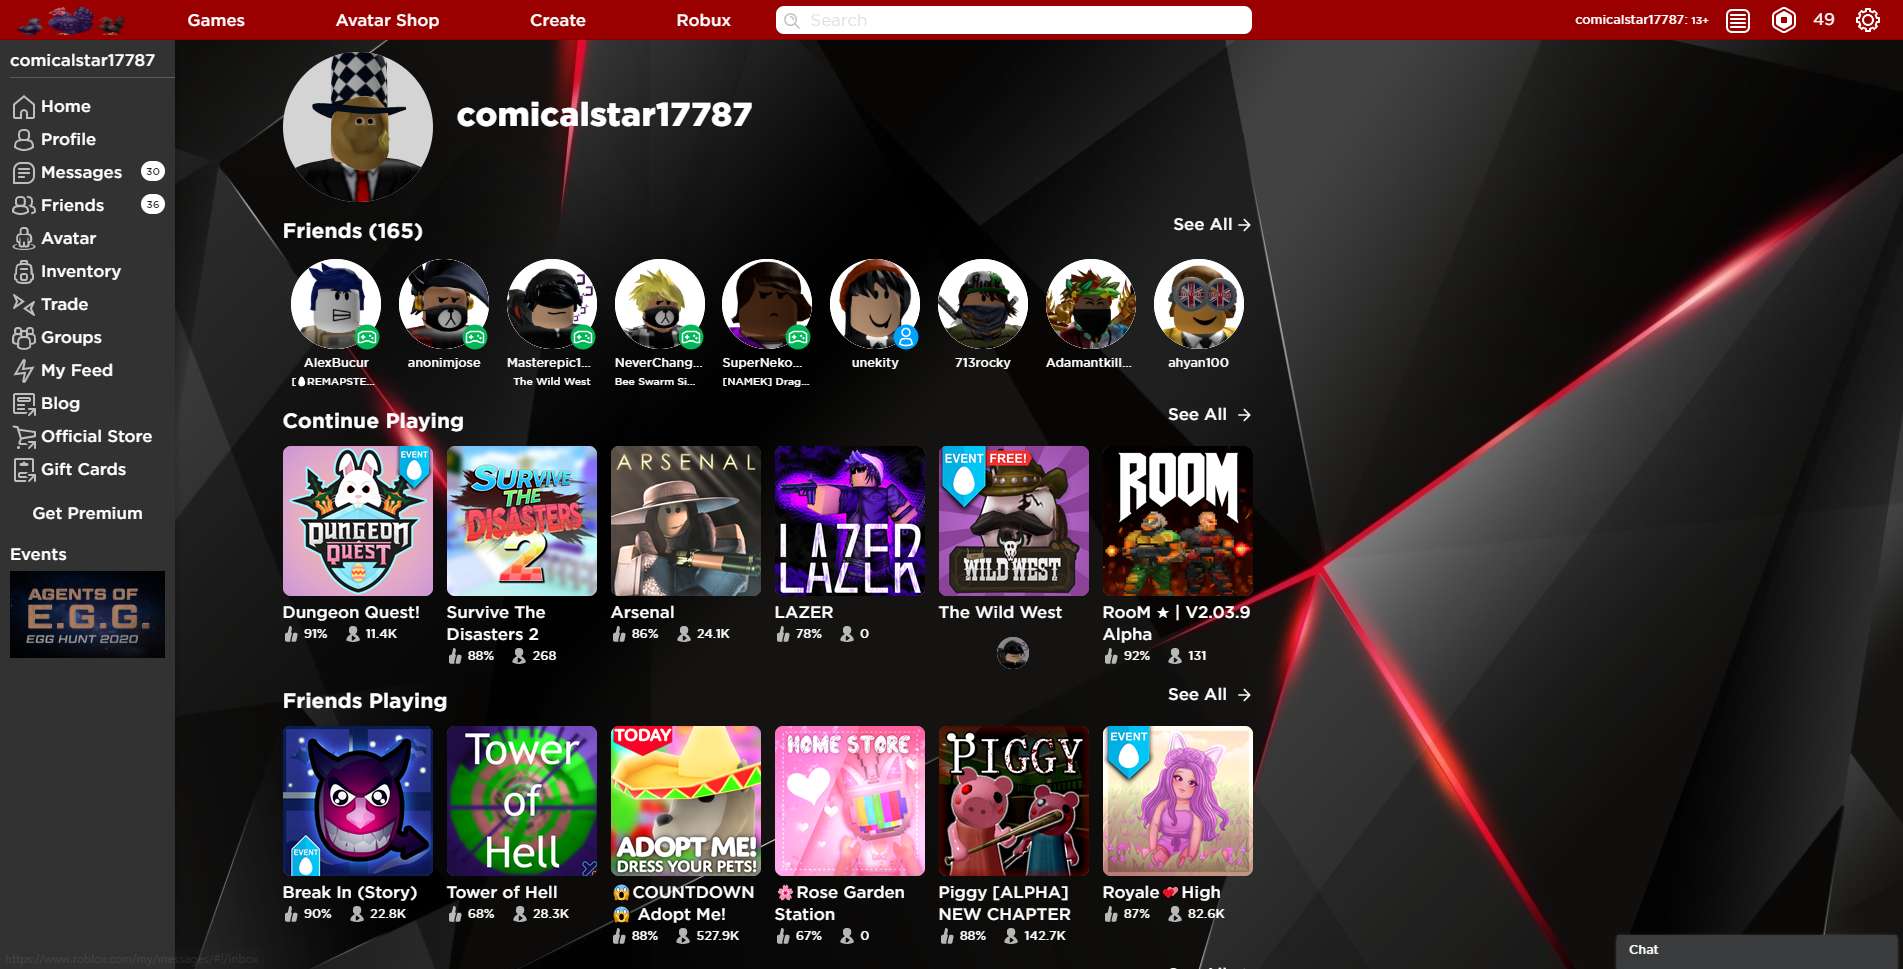 Games Avatar Shop Create Robux Search comicalstar17787: 13+ 49
comicalstar17787
Home
Profile
Messages 30
Friends 36
Avatar
Inventory
Trade
Groups
My Feed
Blog
Official Store
Gift Cards
Get Premium
Events
AGENTS OF
E.G.G.
EGG HUNT 2020
comicalstar17787
Friends (165) See All
AlexBucur anonimjose Masterepic1... NeverChang... SuperNeko... unekity 713rocky Adamantkill... ahyan100
[REMAPSTE... The Wild West Bee Swarm Si... [NAMEK] Drag...
Continue Playing See All
EVENT
DUNGEON
QUEST
SURVIVE
THE
DISASTERS
2
ARSENAL
LAZER
LAZER
EVENT FREE!
WILD WEST
ROOM
Dungeon Quest!
91% 11.4K
Survive The
Disasters 2
88% 268
Arsenal
86% 24.1K
LAZER
78% 0
The Wild West
RooM ★ | V2.03.9
Alpha
92% 131
Friends Playing See All
EVENT
Tower
of
Hell
TODAY
ADOPT ME!
DRESS YOUR PETS!
HOME STORE
PIGGY
EVENT
Break In (Story)
90% 22.8K
Tower of Hell
68% 28.3K
😱COUNTDOWN
😱 Adopt Me!
88% 527.9K
🌸Rose Garden
Station
67% 0
Piggy [ALPHA]
NEW CHAPTER
88% 142.7K
Royale💕High
87% 82.6K
https://www.roblox.com/my/messages/#!/inbox
Chat